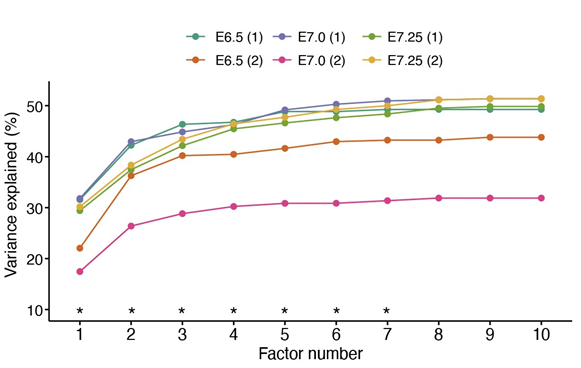 E6.5 (1) E7.0 (1) E7.25 (1)
E6.5 (2) E7.0 (2) E7.25 (2)
Variance explained (%)
50
40
30
20
10
* * * * * * *
1 2 3 4 5 6 7 8 9 10
Factor number